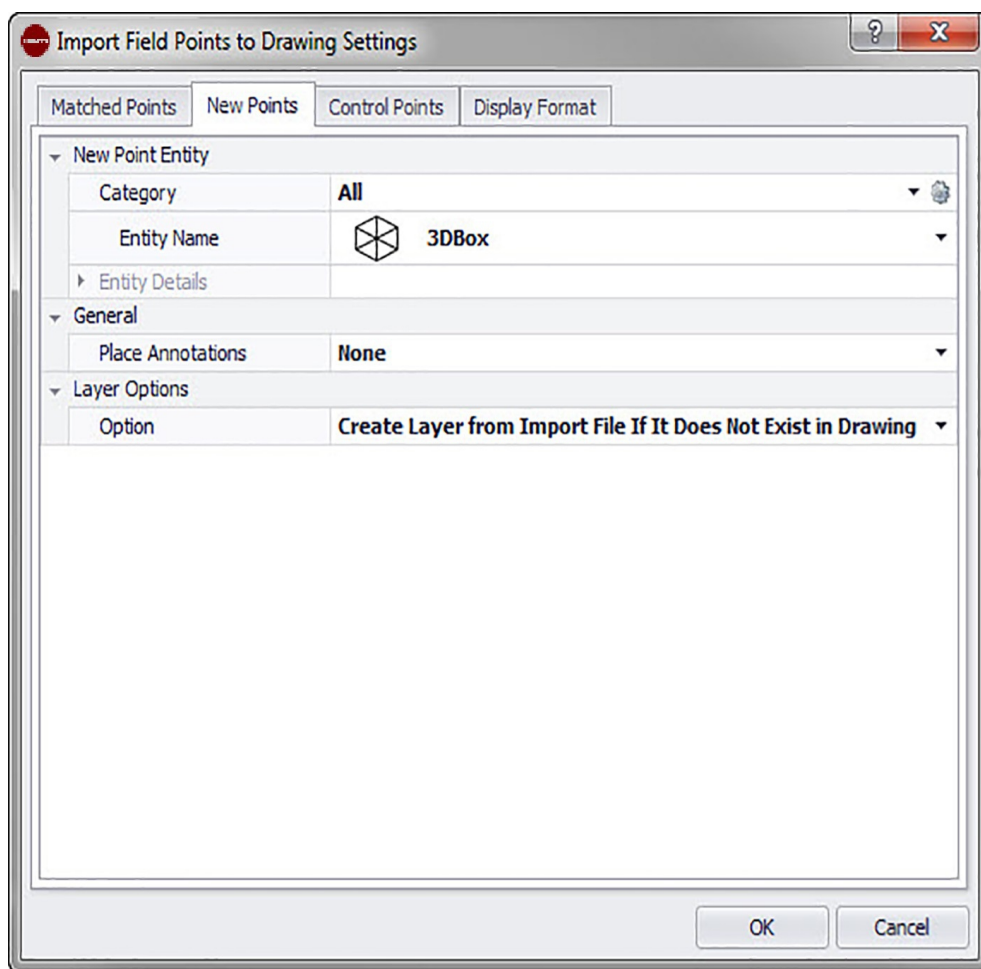 Import Field Points to Drawing Settings
Matched Points New Points Control Points Display Format
New Point Entity
Category All
Entity Name 3DBox
Entity Details
General
Place Annotations None
Layer Options
Option Create Layer from Import File If It Does Not Exist in Drawing
OK Cancel